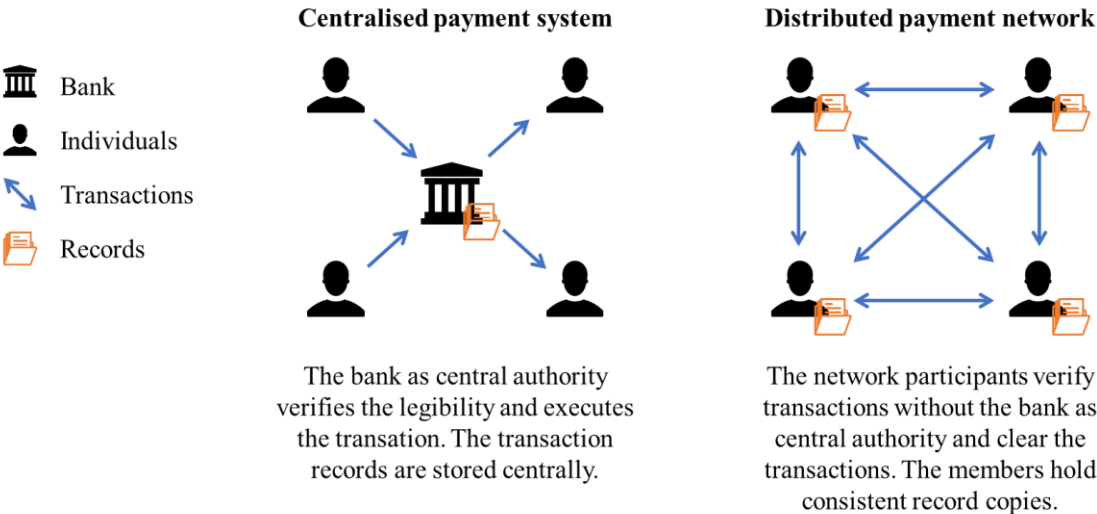 Centralised payment system
Distributed payment network
Bank
Individuals
Transactions
Records
The bank as central authority
verifies the legibility and executes
the transation. The transaction
records are stored centrally.
The network participants verify
transactions without the bank as
central authority and clear the
transactions. The members hold
consistent record copies.